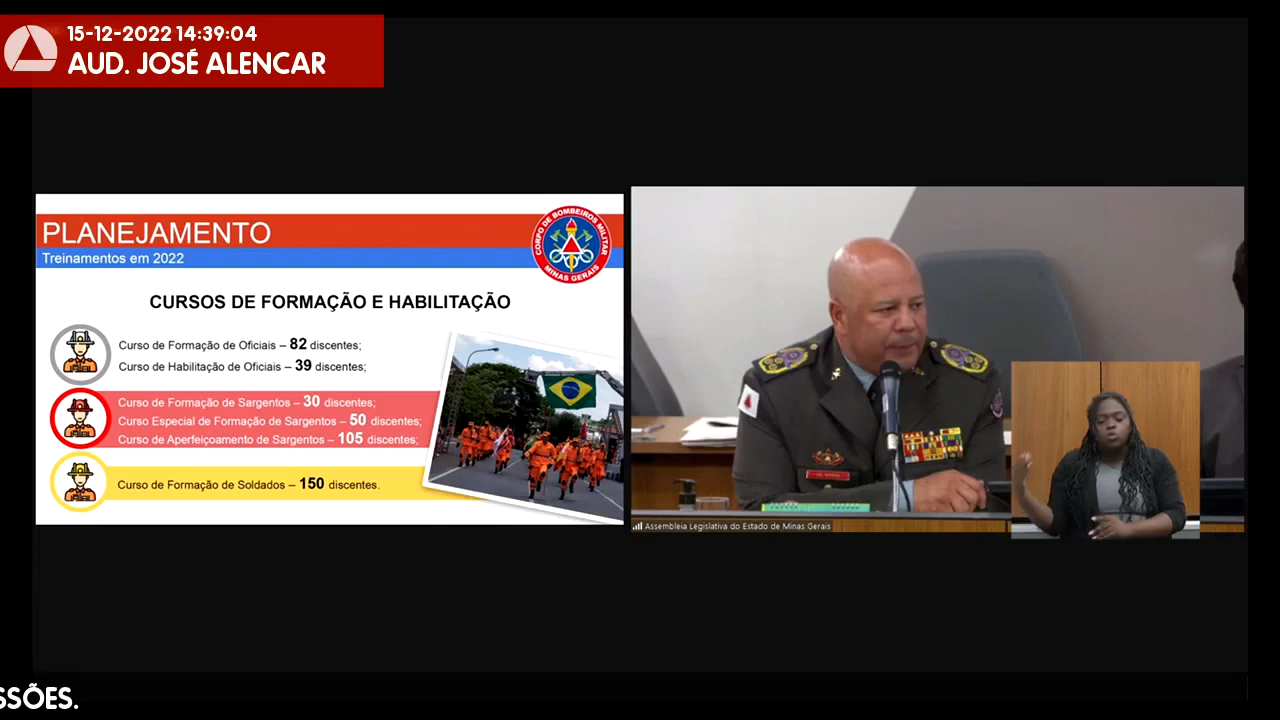 15-12-2022 14:39:04
AUD. JOSÉ ALENCAR
PLANEJAMENTO
Treinamentos em 2022
CORPO DE BOMBEIROS MILITAR
MINAS GERAIS
CURSOS DE FORMAÇÃO E HABILITAÇÃO
Curso de Formação de Oficiais – 82 discentes;
Curso de Habilitação de Oficiais – 39 discentes;
Curso de Formação de Sargentos – 30 discentes;
Curso Especial de Formação de Sargentos – 50 discentes;
Curso de Aperfeiçoamento de Sargentos – 105 discentes;
Curso de Formação de Soldados – 150 discentes.
Assembleia Legislativa do Estado de Minas Gerais
SSÕES.